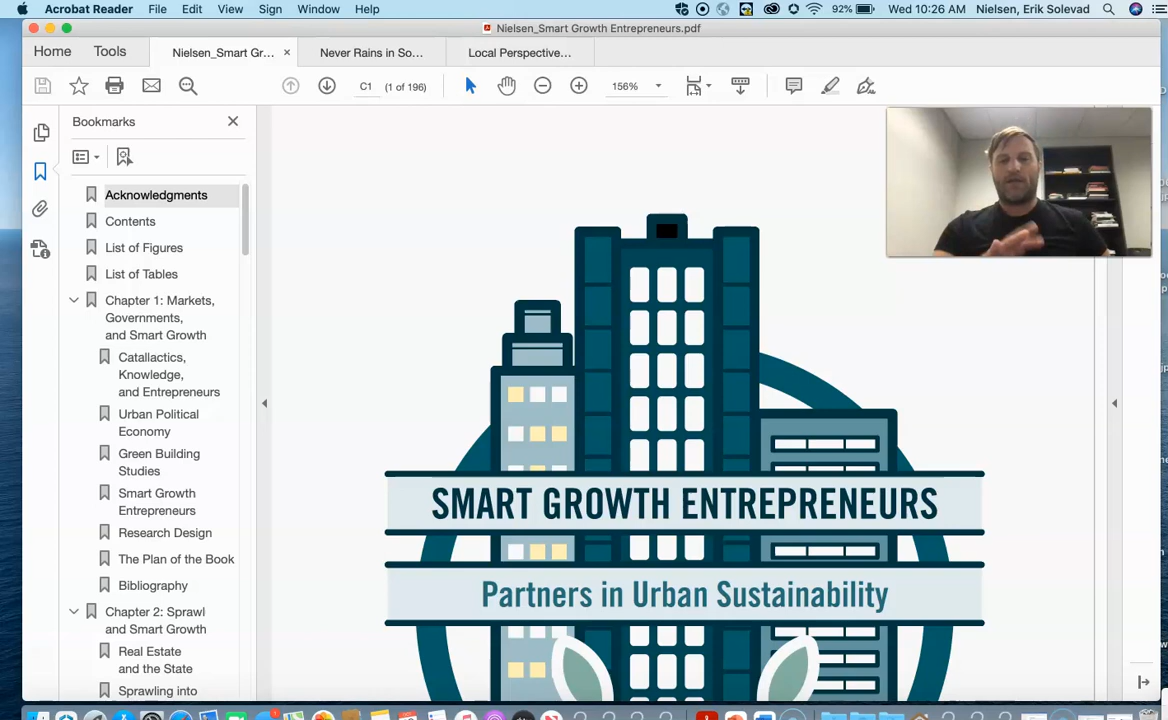 Acrobat Reader File Edit View Sign Window Help 92% Wed 10:26 AM Nielsen, Erik Solevad
Nielsen_Smart Growth Entrepreneurs.pdf
Home Tools Nielsen_Smart Gr... × Never Rains in So... Local Perspective...
C1 (1 of 196) 156%
Bookmarks
Acknowledgments
Contents
List of Figures
List of Tables
Chapter 1: Markets,
Governments,
and Smart Growth
Catallactics,
Knowledge,
and Entrepreneurs
Urban Political
Economy
Green Building
Studies
Smart Growth
Entrepreneurs
Research Design
The Plan of the Book
Bibliography
Chapter 2: Sprawl
and Smart Growth
Real Estate
and the State
Sprawling into
SMART GROWTH ENTREPRENEURS
Partners in Urban Sustainability